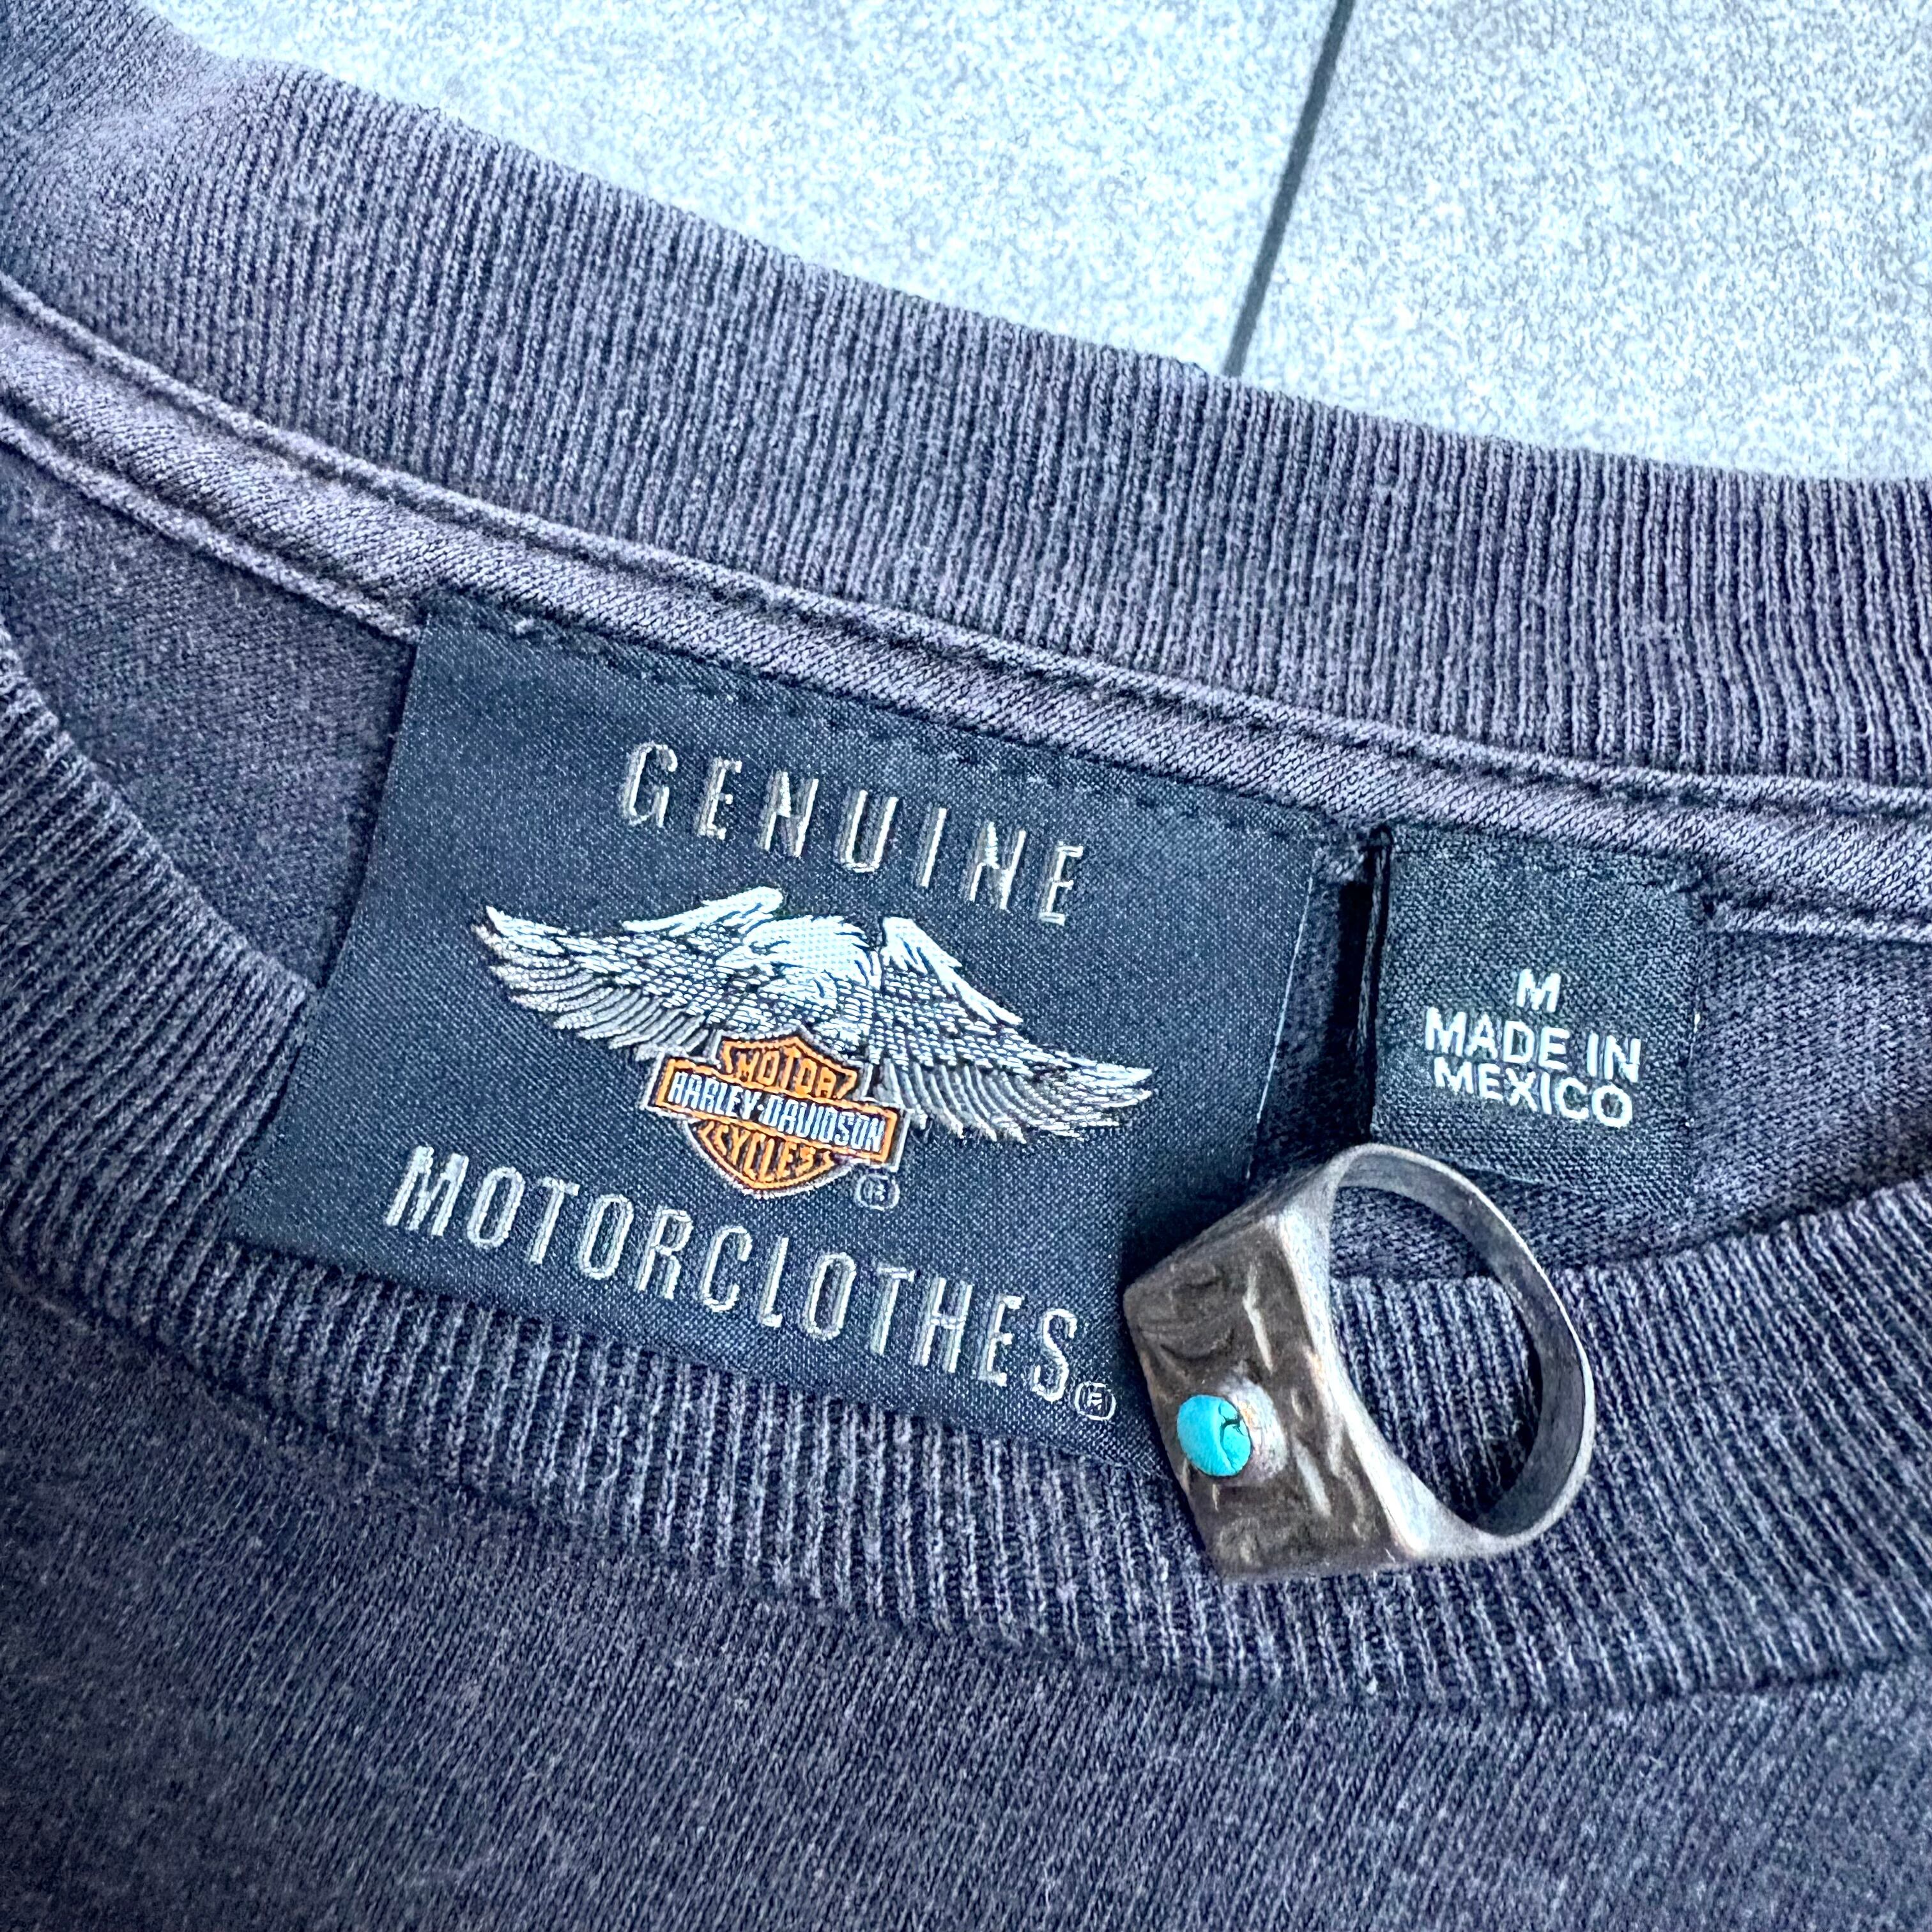 GENUINE
MOTOR
HARLEY-DAVIDSON
CYCLES
®
MOTORCLOTHES®
M
MADE IN
MEXICO